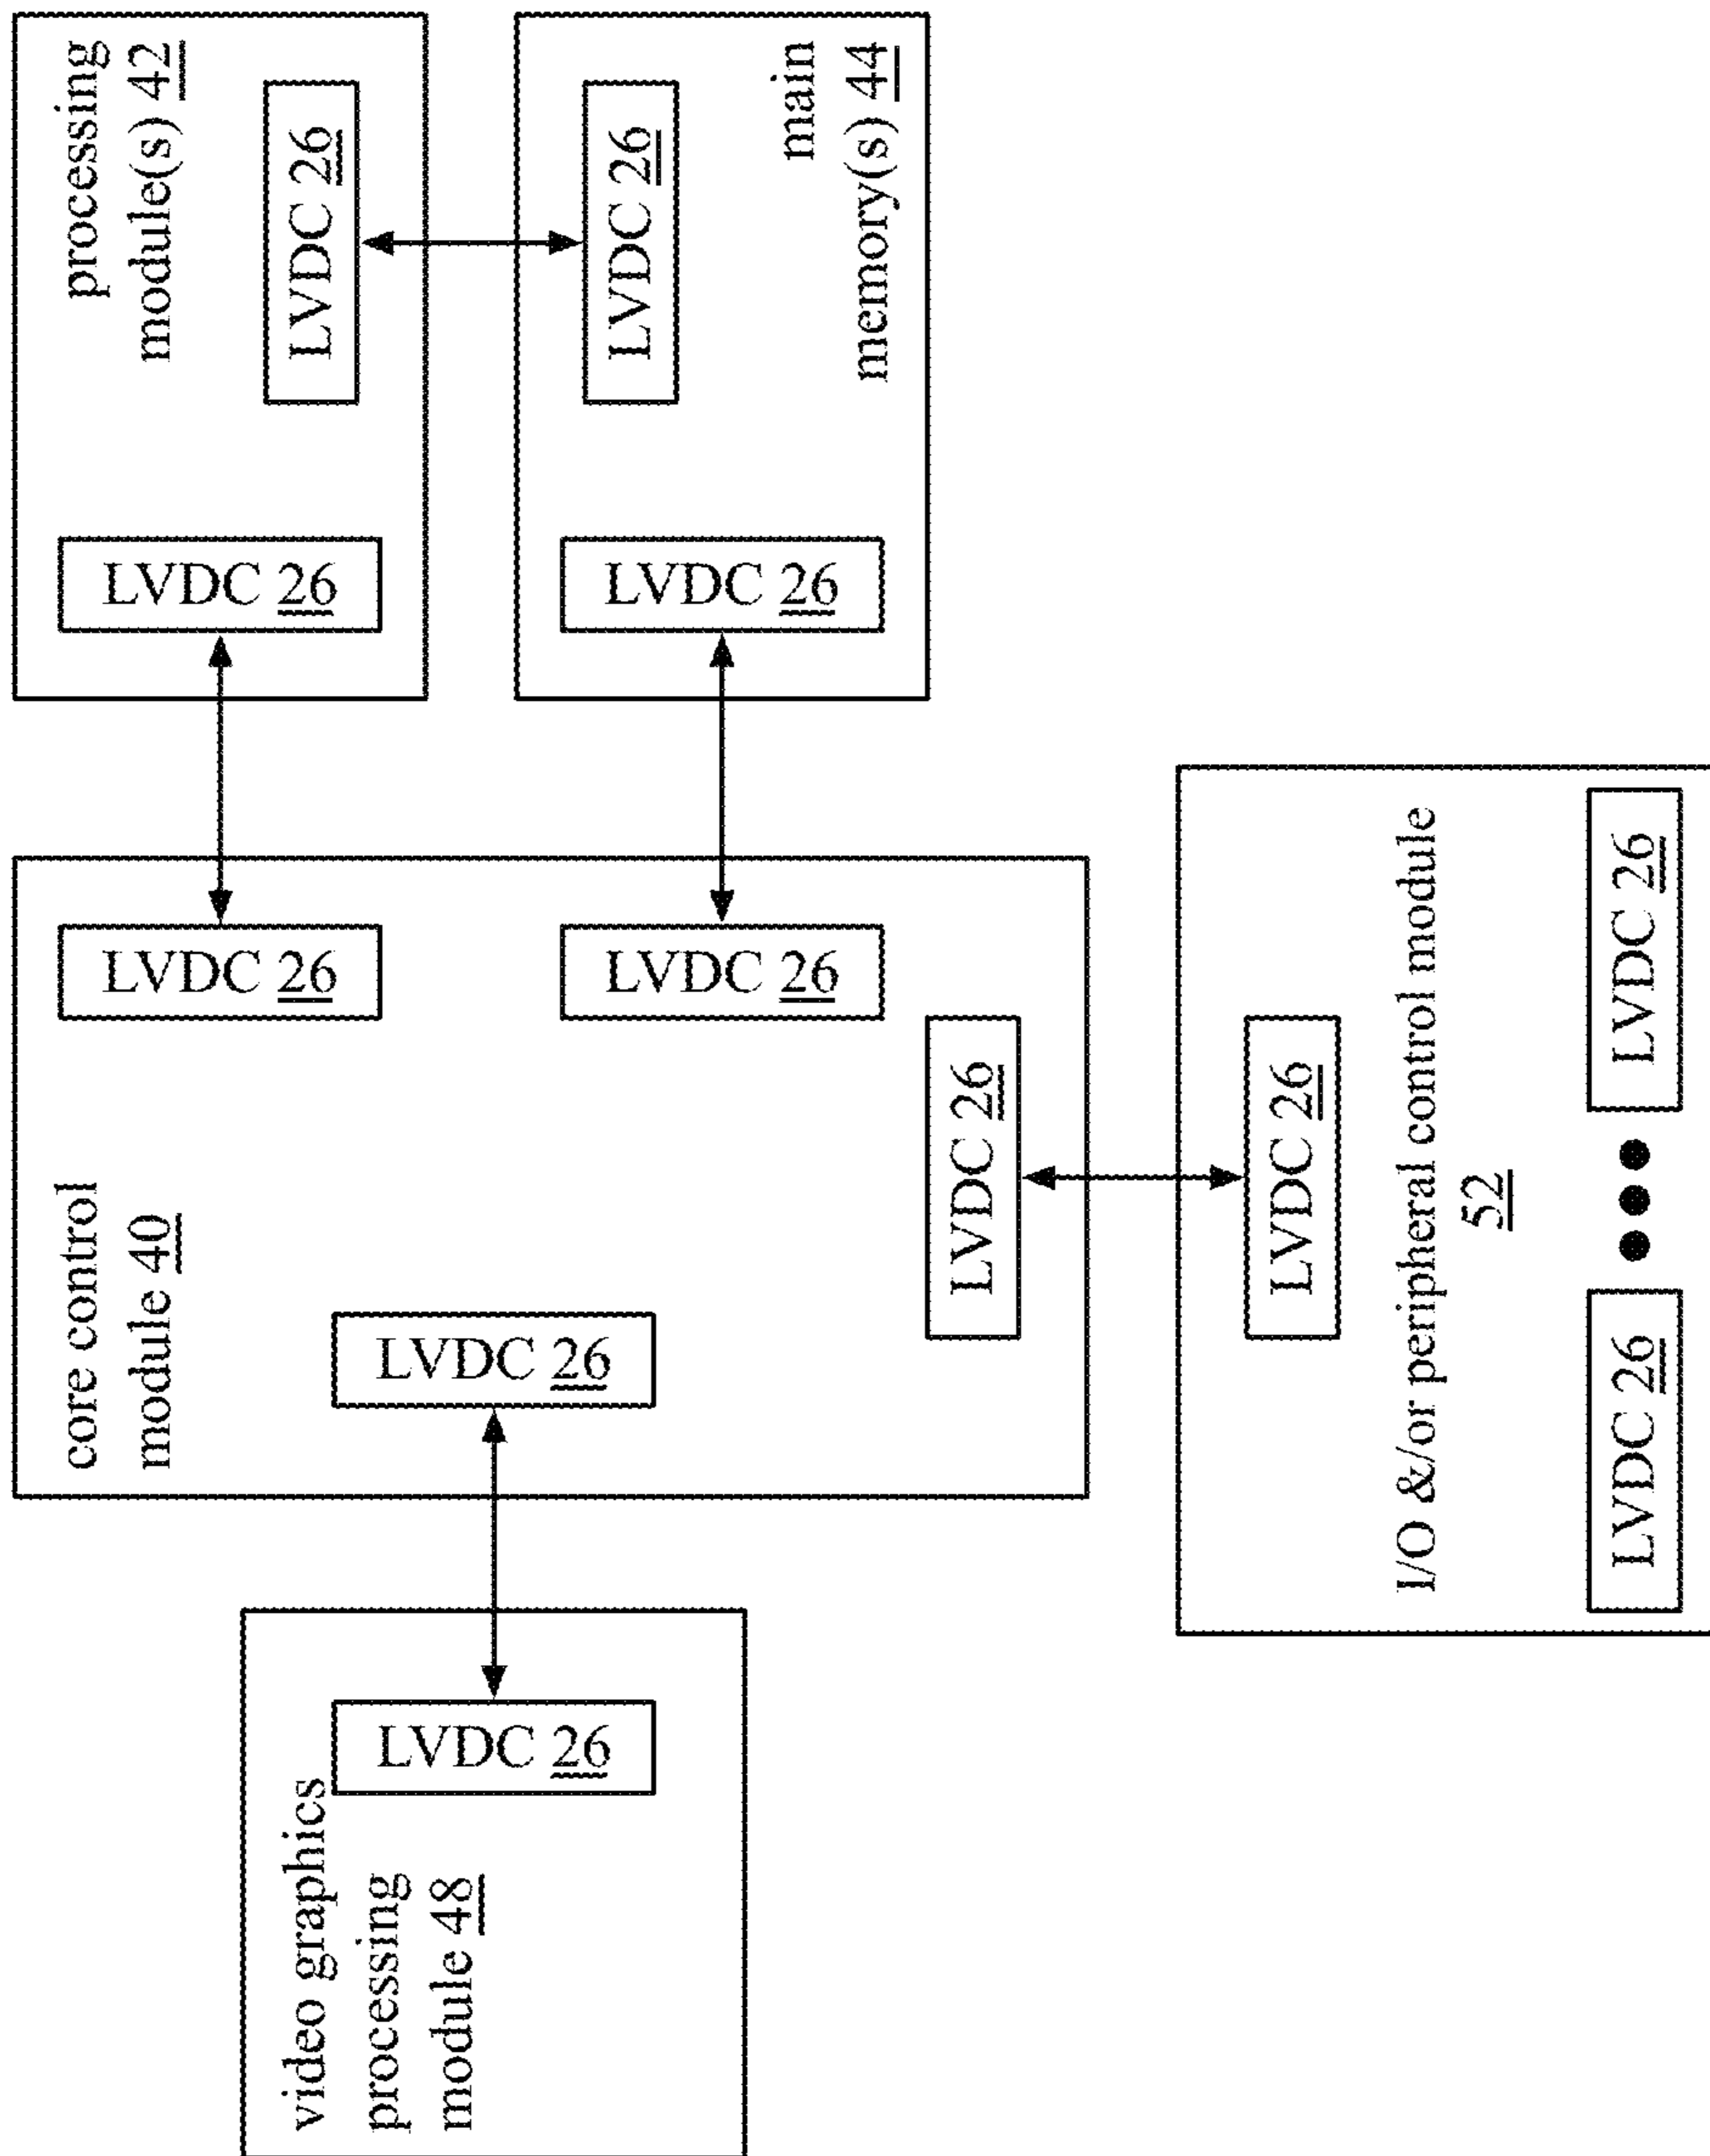 processing
module(s) 42
LVDC 26
LVDC 26
main
memory(s) 44
LVDC 26
LVDC 26
core control
module 40
LVDC 26
LVDC 26
LVDC 26
LVDC 26
video graphics
processing
module 48
LVDC 26
LVDC 26
I/O &/or peripheral control module
52
LVDC 26
LVDC 26